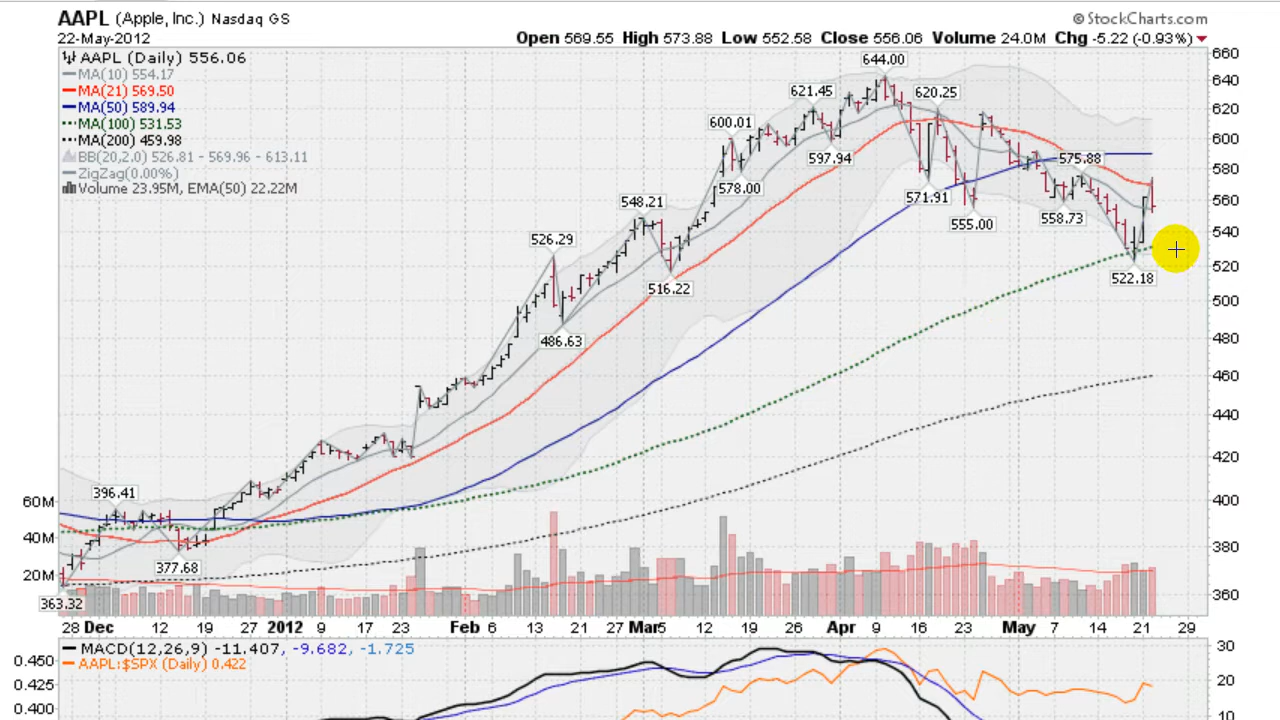 AAPL (Apple, Inc.) Nasdaq GS
© StockCharts.com
22-May-2012
Open 569.55 High 573.88 Low 552.58 Close 556.06 Volume 24.0M Chg -5.22 (-0.93%)
AAPL (Daily) 556.06
MA(10) 554.17
MA(21) 569.50
MA(50) 589.94
MA(100) 531.53
MA(200) 459.98
BB(20,2.0) 526.81 - 569.96 - 613.11
ZigZag(0.00%)
Volume 23.95M, EMA(50) 22.22M
644.00
621.45
620.25
600.01
597.94
575.88
578.00
571.91
548.21
555.00
558.73
526.29
516.22
522.18
486.63
396.41
377.68
363.32
660
640
620
600
580
560
540
520
500
480
460
440
420
400
380
360
60M
40M
20M
28 Dec 12 19 27 2012 9 17 23 Feb 6 13 21 27 Mar 5 12 19 26 Apr 9 16 23 May 7 14 21 29
MACD(12,26,9) -11.407, -9.682, -1.725
AAPL:$SPX (Daily) 0.422
0.450
0.425
0.400
30
20
10